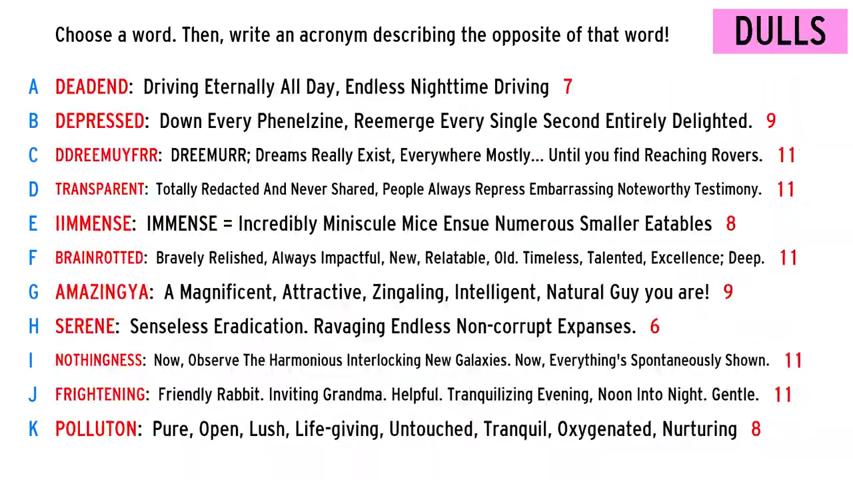 Choose a word. Then, write an acronym describing the opposite of that word!
DULLS
A DEADEND: Driving Eternally All Day, Endless Nighttime Driving 7
B DEPRESSED: Down Every Phenelzine, Reemerge Every Single Second Entirely Delighted. 9
C DDREEMUYFRR: DREEMURR; Dreams Really Exist, Everywhere Mostly... Until you find Reaching Rovers. 11
D TRANSPARENT: Totally Redacted And Never Shared, People Always Repress Embarrassing Noteworthy Testimony. 11
E IIMMENSE: IMMENSE = Incredibly Miniscule Mice Ensue Numerous Smaller Eatables 8
F BRAINROTTED: Bravely Relished, Always Impactful, New, Relatable, Old. Timeless, Talented, Excellence; Deep. 11
G AMAZINGYA: A Magnificent, Attractive, Zingaling, Intelligent, Natural Guy you are! 9
H SERENE: Senseless Eradication. Ravaging Endless Non-corrupt Expanses. 6
I NOTHINGNESS: Now, Observe The Harmonious Interlocking New Galaxies. Now, Everything's Spontaneously Shown. 11
J FRIGHTENING: Friendly Rabbit. Inviting Grandma. Helpful. Tranquilizing Evening, Noon Into Night. Gentle. 11
K POLLUTON: Pure, Open, Lush, Life-giving, Untouched, Tranquil, Oxygenated, Nurturing 8